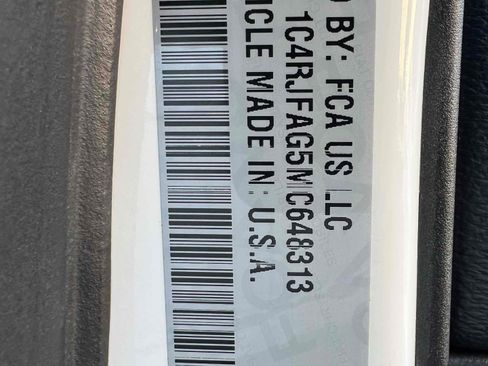 D BY: FCA US LLC
1C4RJFAG5MC648313
ICLE MADE IN: U.S.A.